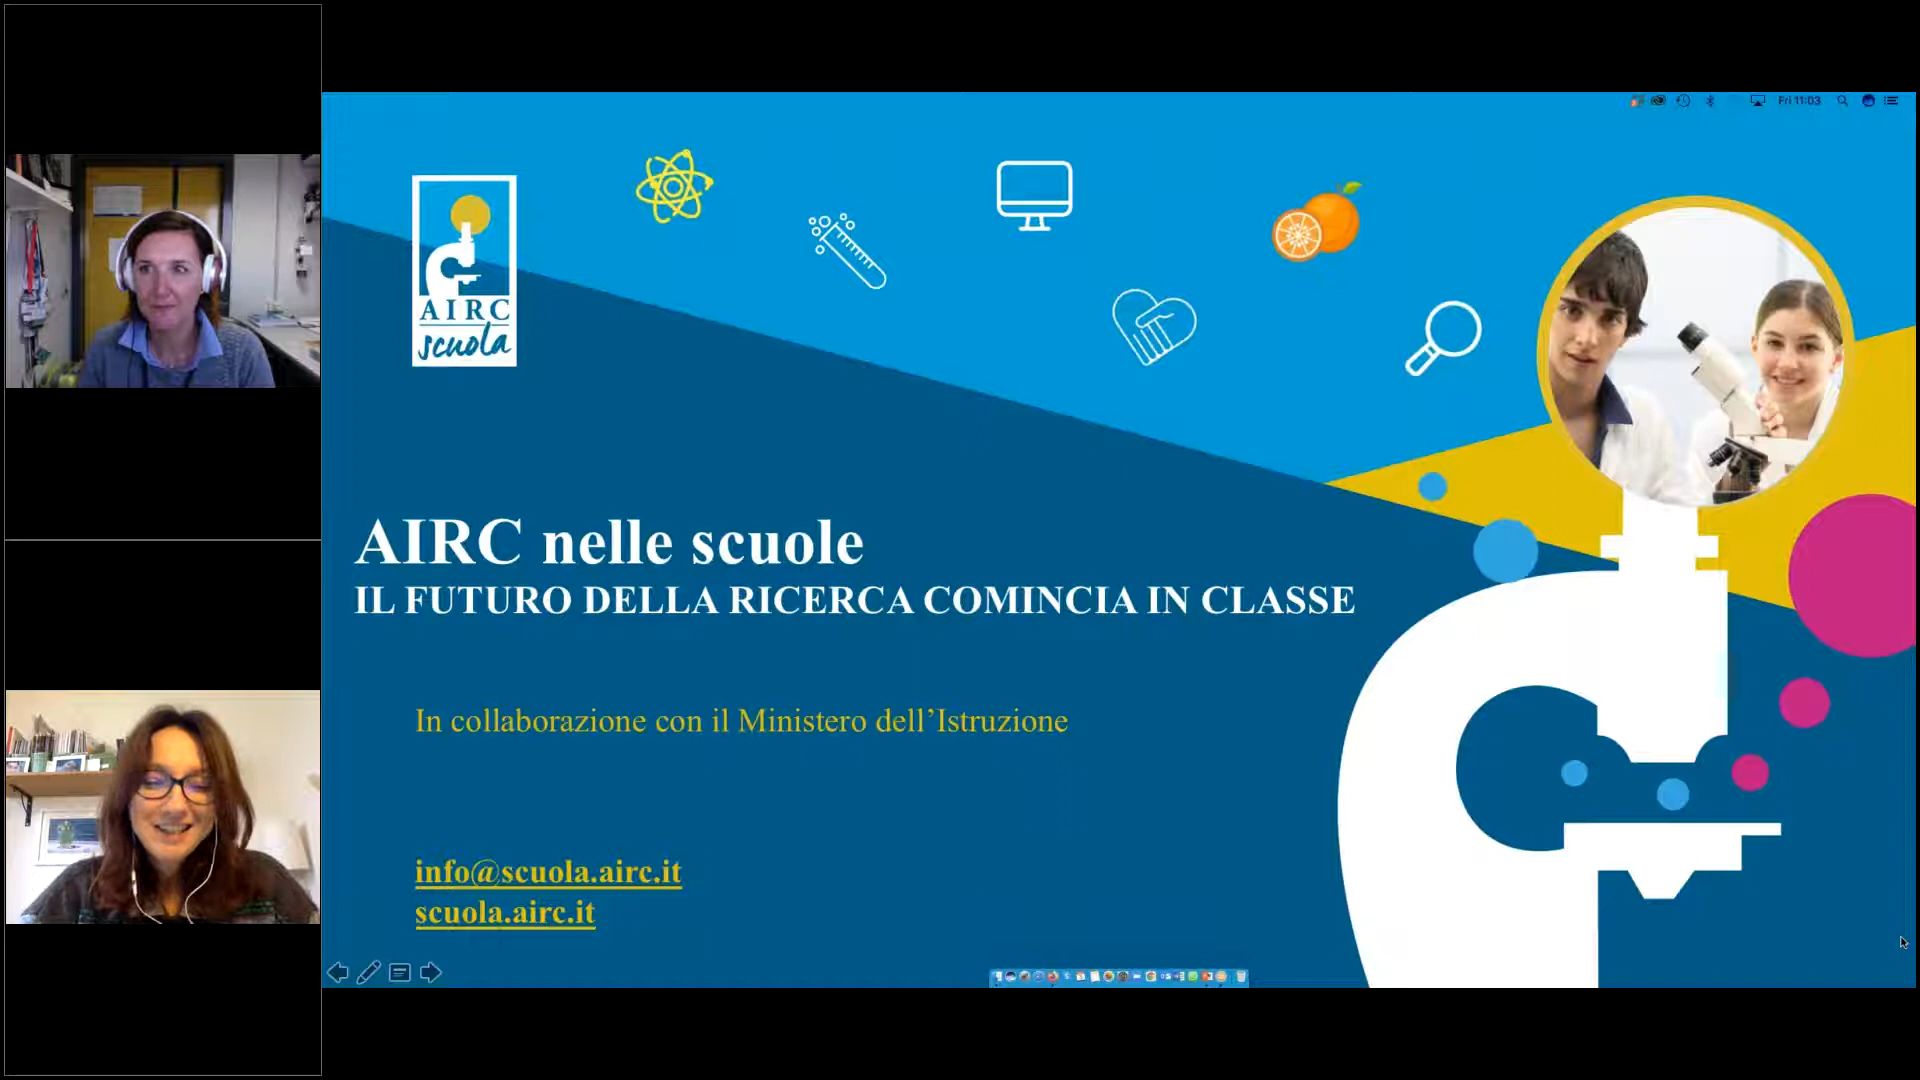 Fri 11:03
AIRC
scuola
AIRC nelle scuole
IL FUTURO DELLA RICERCA COMINCIA IN CLASSE
In collaborazione con il Ministero dell’Istruzione
info@scuola.airc.it
scuola.airc.it